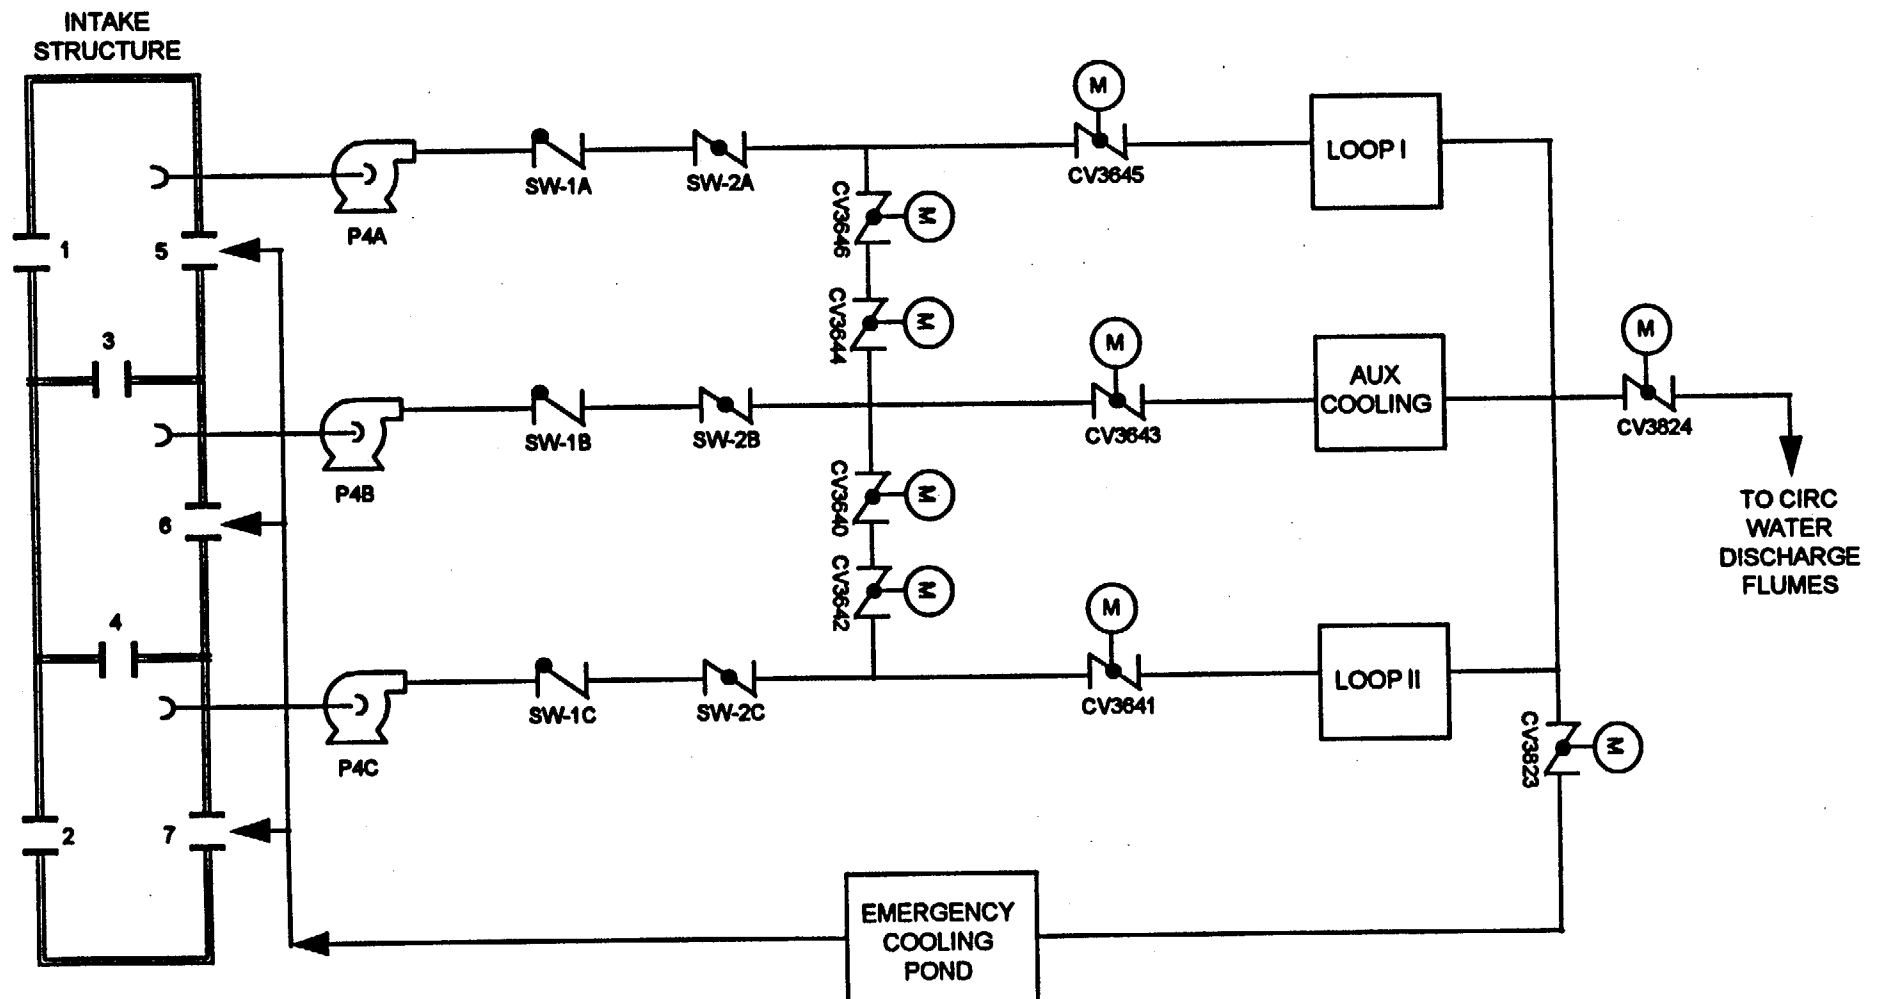 INTAKE
STRUCTURE
M
CV3645
LOOP I
SW-1A
SW-2A
P4A
CV3646
M
1
5
CV3644
M
3
M
CV3643
AUX
COOLING
M
CV3824
SW-1B
SW-2B
P4B
CV3640
M
6
TO CIRC
WATER
DISCHARGE
FLUMES
CV3642
M
M
CV3641
LOOP II
4
SW-1C
SW-2C
P4C
CV3823
M
2
7
EMERGENCY
COOLING
POND